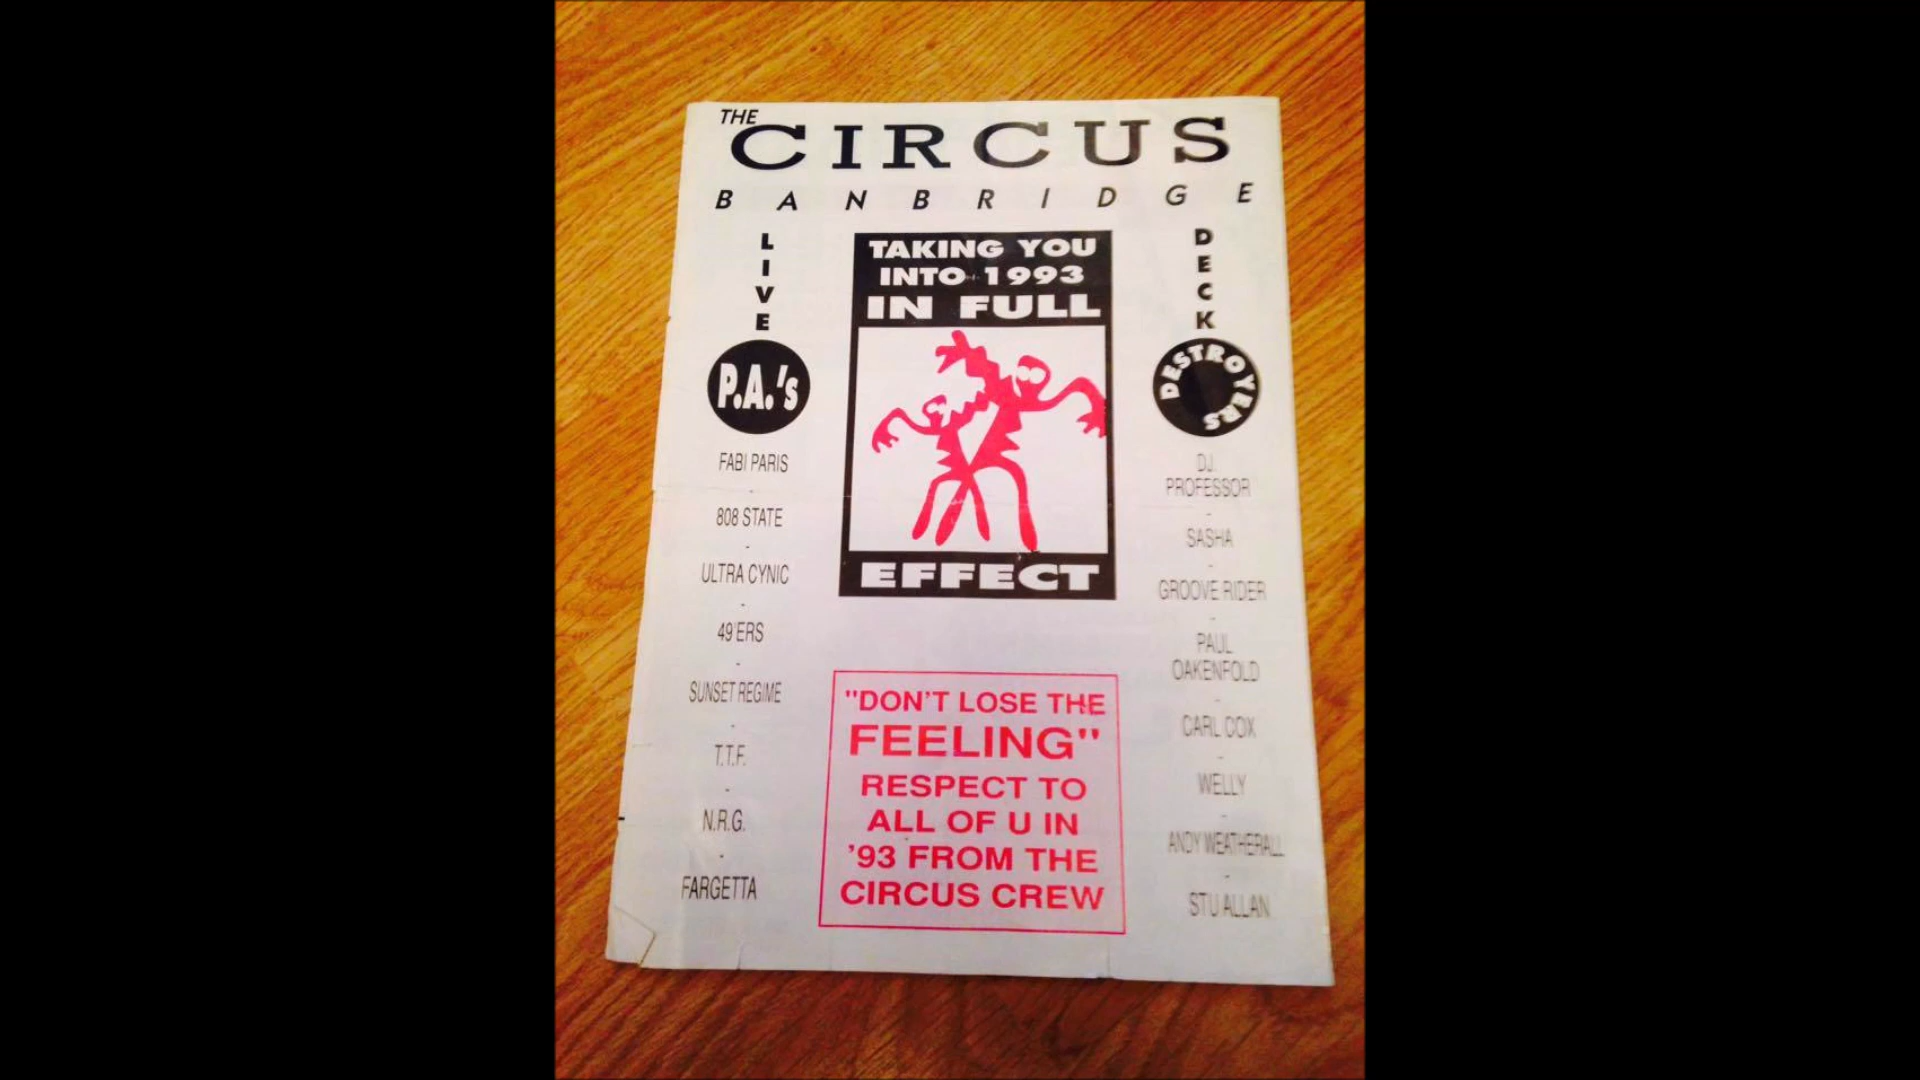 THE
CIRCUS
BANBRIDGE
LIVE
P.A.'s
FABI PARIS
-
808 STATE
-
ULTRA CYNIC
-
49'ERS
-
SUNSET REGIME
-
T.T.F.
-
N.R.G.
-
FARGETTA
TAKING YOU
INTO 1993
IN FULL
EFFECT
"DON'T LOSE THE
FEELING"
RESPECT TO
ALL OF U IN
'93 FROM THE
CIRCUS CREW
DECK
DESTROYERS
D.J.
PROFESSOR
-
SASHA
-
GROOVE RIDER
-
PAUL
OAKENFOLD
-
CARL COX
-
WELLY
-
ANDY WEATHERALL
-
STU ALLAN